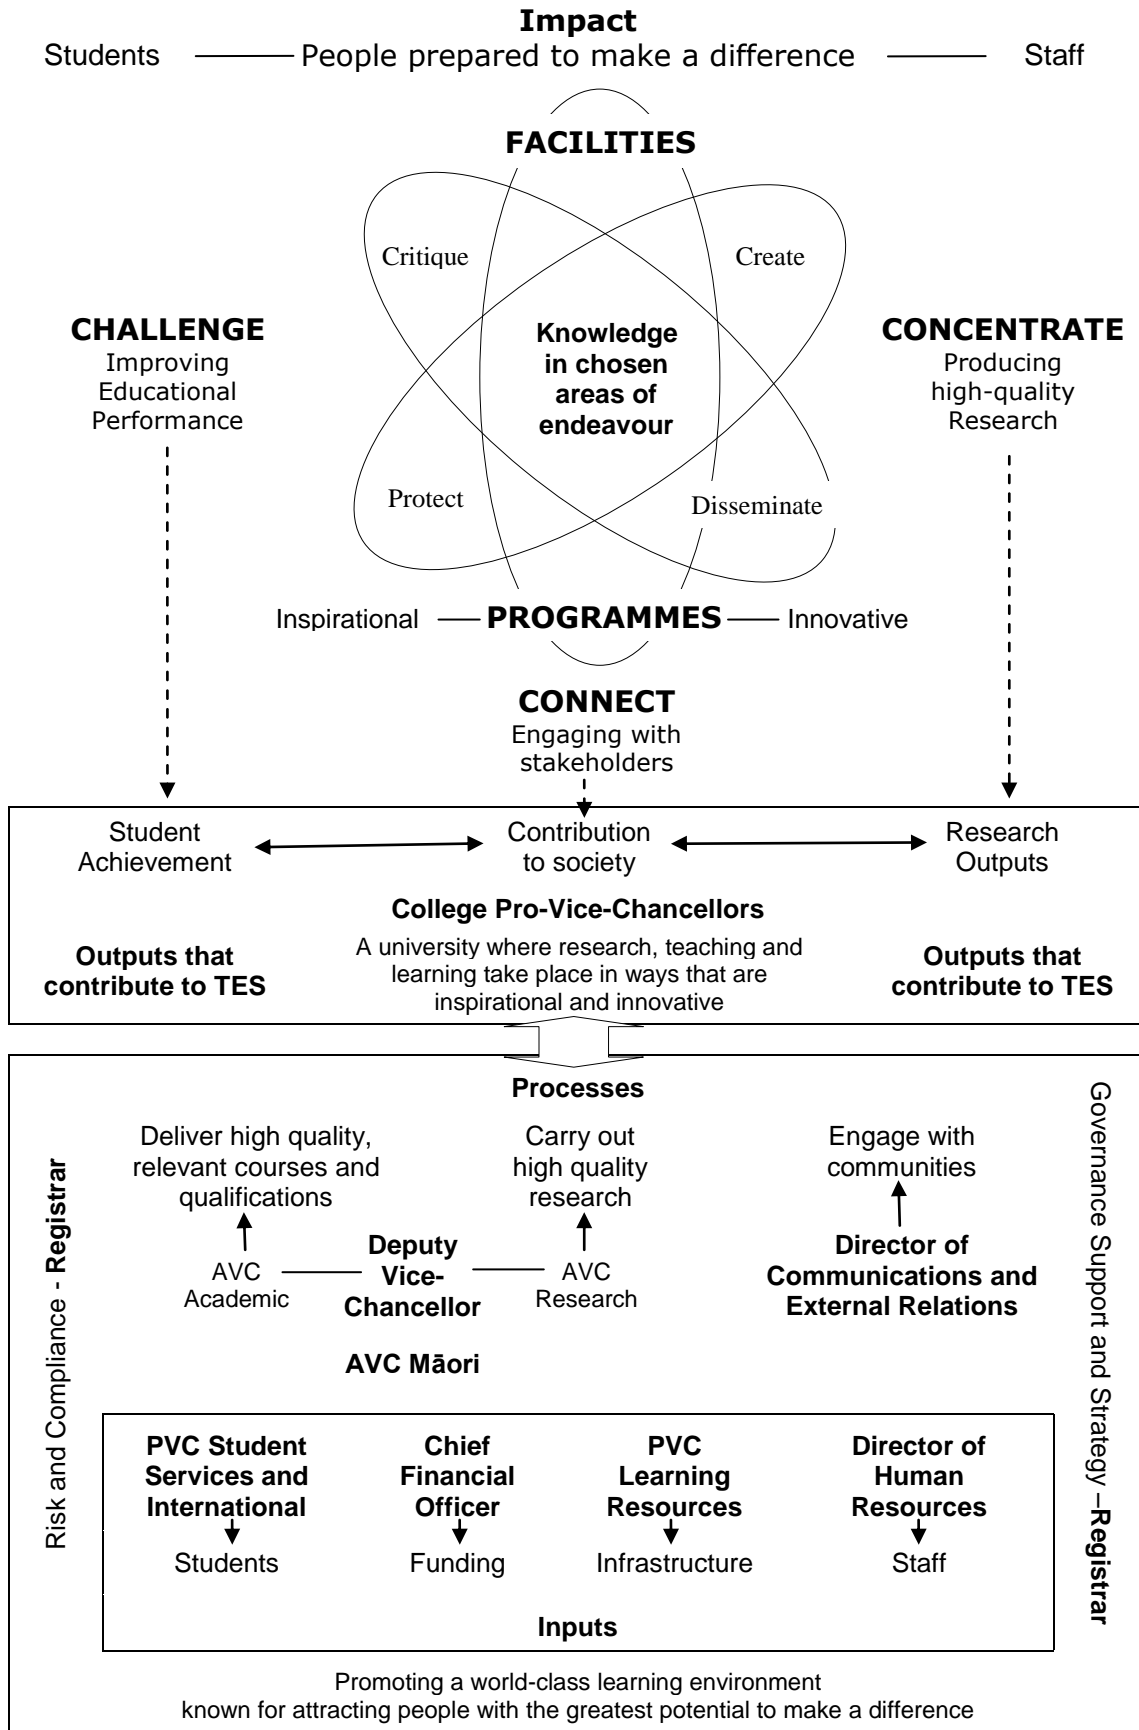 Impact
Students People prepared to make a difference Staff
FACILITIES
Critique
Create
Knowledge
in chosen
areas of
endeavour
CHALLENGE
Improving
Educational
Performance
CONCENTRATE
Producing
high-quality
Research
Protect
Disseminate
Inspirational PROGRAMMES Innovative
CONNECT
Engaging with
stakeholders
Student
Achievement
Contribution
to society
Research
Outputs
College Pro-Vice-Chancellors
Outputs that
contribute to TES
A university where research, teaching and
learning take place in ways that are
inspirational and innovative
Outputs that
contribute to TES
Processes
Risk and Compliance - Registrar
Deliver high quality,
relevant courses and
qualifications
Carry out
high quality
research
Engage with
communities
AVC
Academic
Deputy
Vice-
Chancellor
AVC
Research
Director of
Communications and
External Relations
AVC Māori
Governance Support and Strategy –Registrar
PVC Student
Services and
International
Students
Chief
Financial
Officer
Funding
PVC
Learning
Resources
Infrastructure
Director of
Human
Resources
Staff
Inputs
Promoting a world-class learning environment
known for attracting people with the greatest potential to make a difference